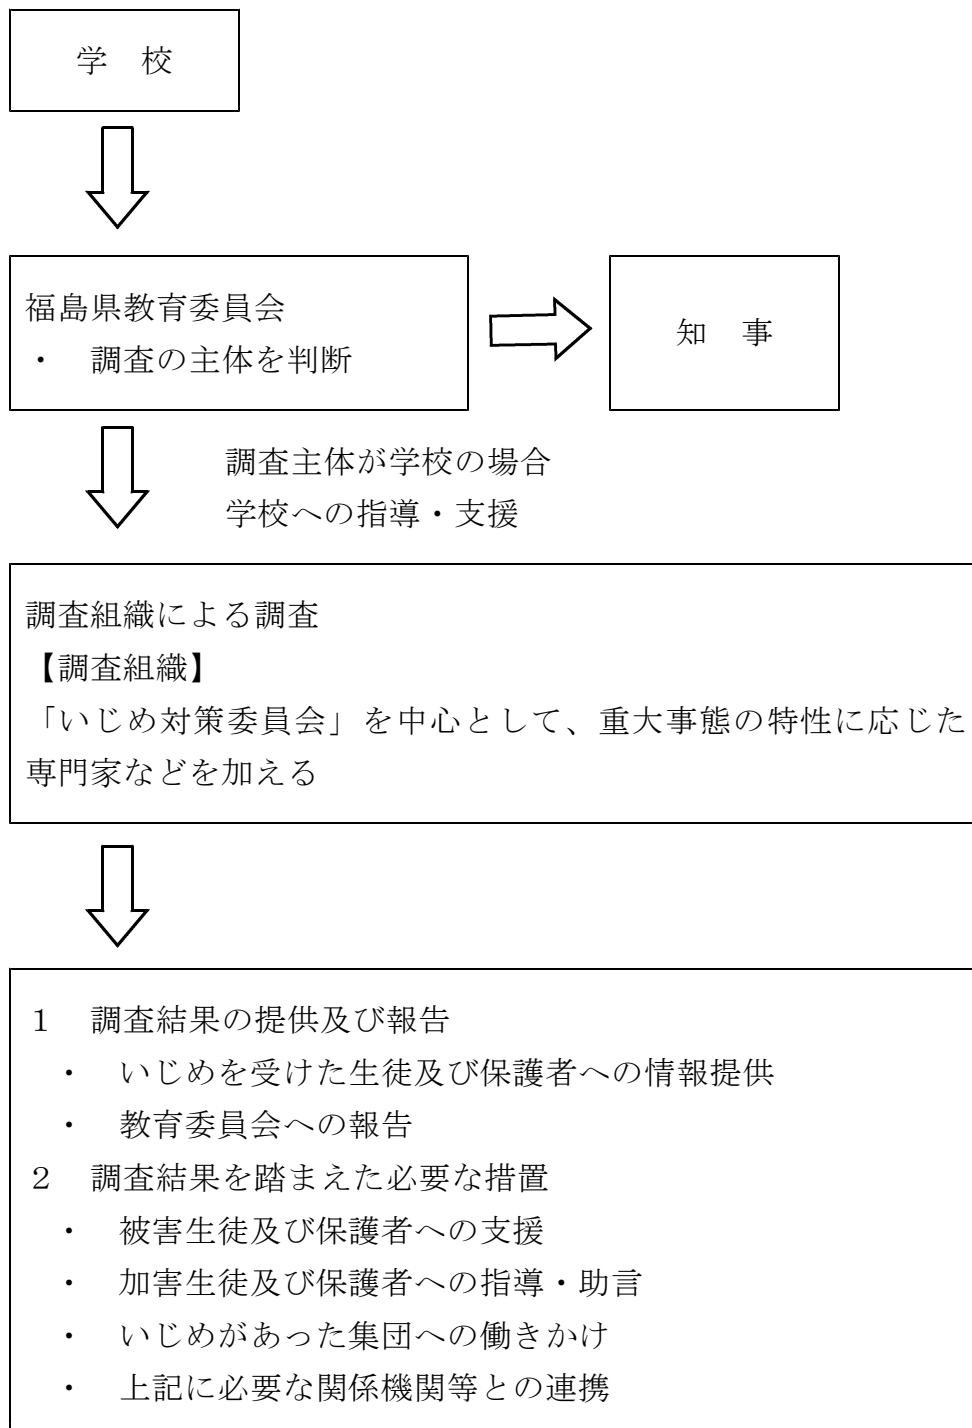 学　校
福島県教育委員会
・　調査の主体を判断
知　事
調査主体が学校の場合
学校への指導・支援
調査組織による調査
【調査組織】
「いじめ対策委員会」を中心として、重大事態の特性に応じた
専門家などを加える
１　調査結果の提供及び報告
・　いじめを受けた生徒及び保護者への情報提供
・　教育委員会への報告
２　調査結果を踏まえた必要な措置
・　被害生徒及び保護者への支援
・　加害生徒及び保護者への指導・助言
・　いじめがあった集団への働きかけ
・　上記に必要な関係機関等との連携